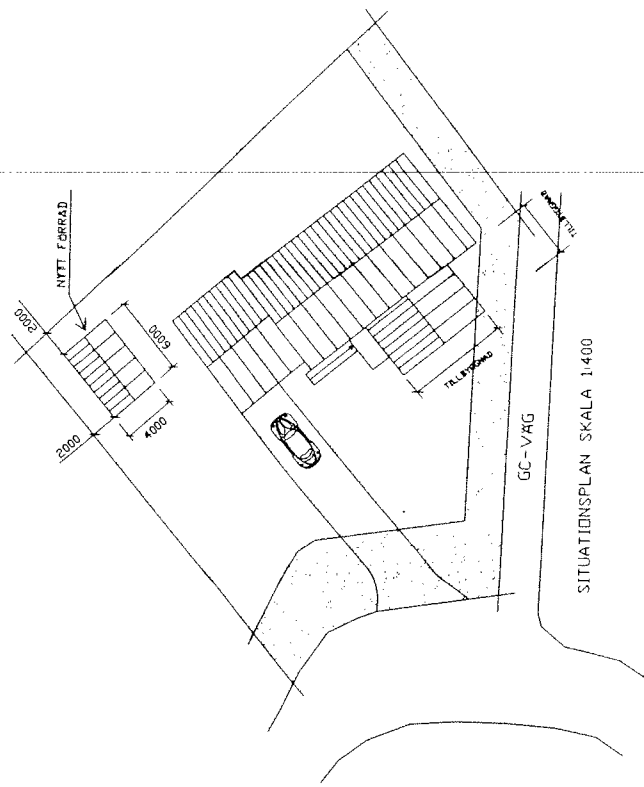 NYTT FÖRRÅD
2000
6000
2000
4000
TILLBYGGNAD
TILLBYGGNAD
GC-VÄG
SITUATIONSPLAN SKALA 1:400